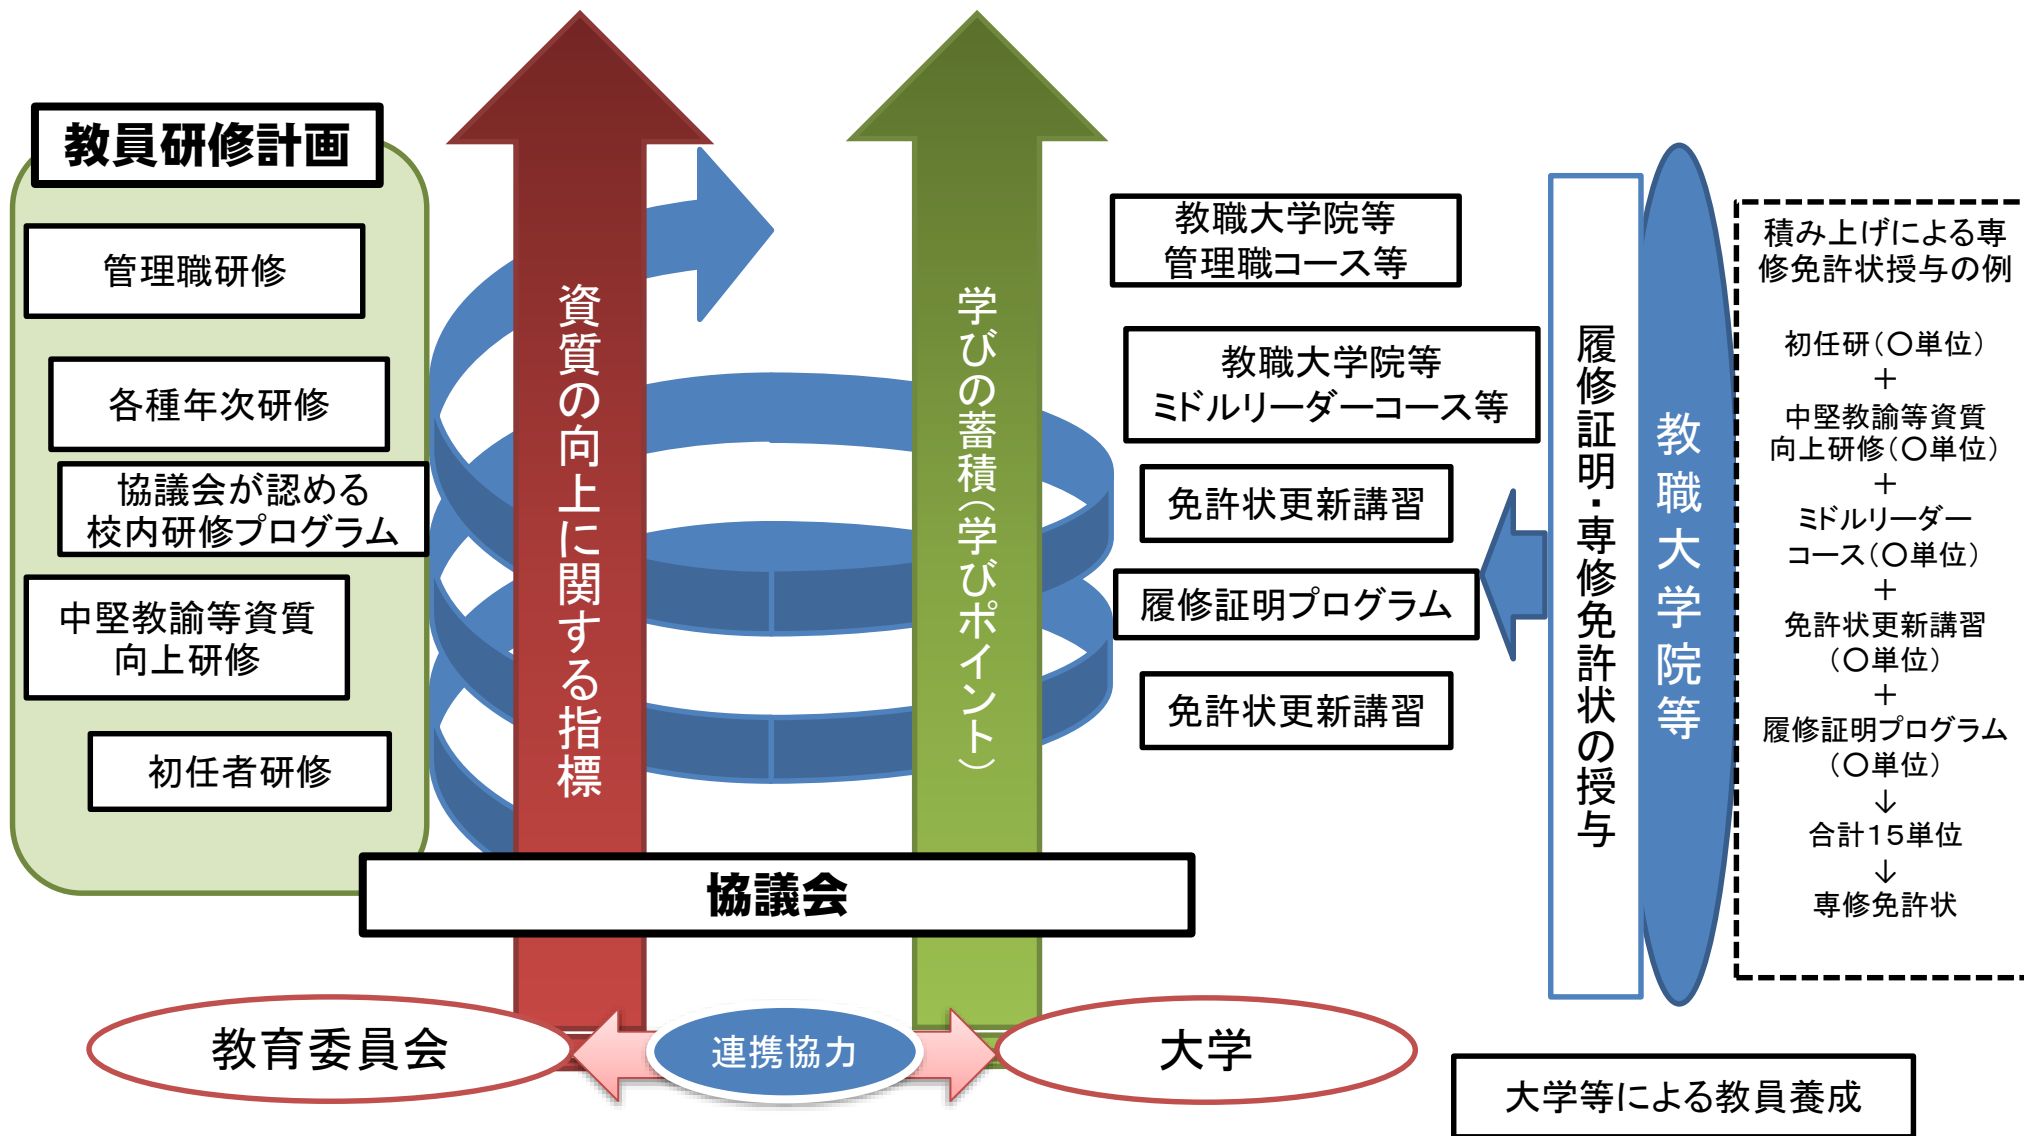 教員研修計画
管理職研修
各種年次研修
協議会が認める
校内研修プログラム
中堅教諭等資質
向上研修
初任者研修
資質の向上に関する指標
学びの蓄積(学びポイント)
教職大学院等
管理職コース等
教職大学院等
ミドルリーダーコース等
免許状更新講習
履修証明プログラム
免許状更新講習
履修証明・専修免許状の授与
教職大学院等
積み上げによる専
修免許状授与の例
初任研(〇単位)
+
中堅教諭等資質
向上研修(〇単位)
+
ミドルリーダー
コース(〇単位)
+
免許状更新講習
(〇単位)
+
履修証明プログラム
(〇単位)
↓
合計15単位
↓
専修免許状
協議会
教育委員会
連携協力
大学
大学等による教員養成